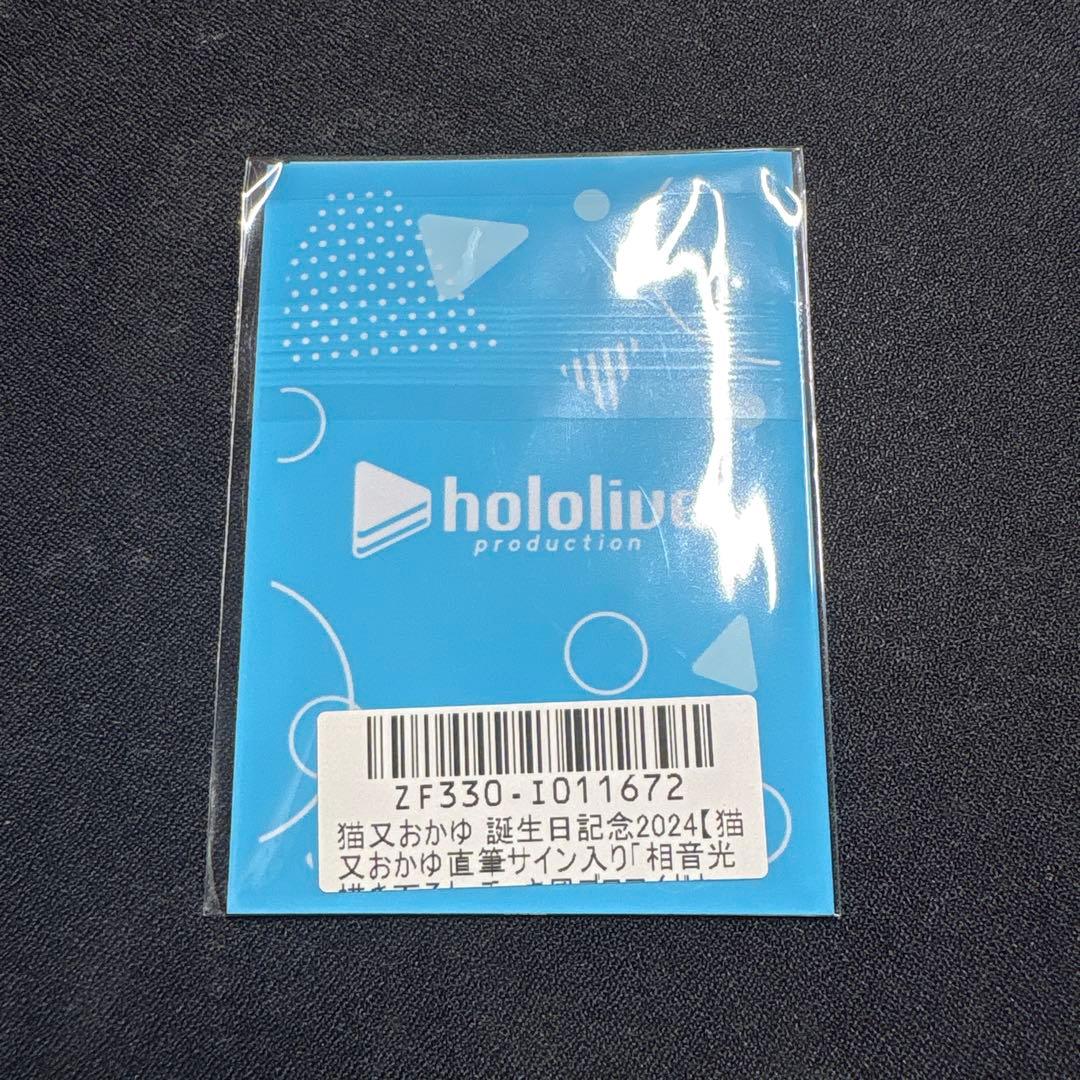 hololive
production
ZF330-I011672
猫又おかゆ 誕生日記念2024【猫
又おかゆ直筆サイン入り「相音光